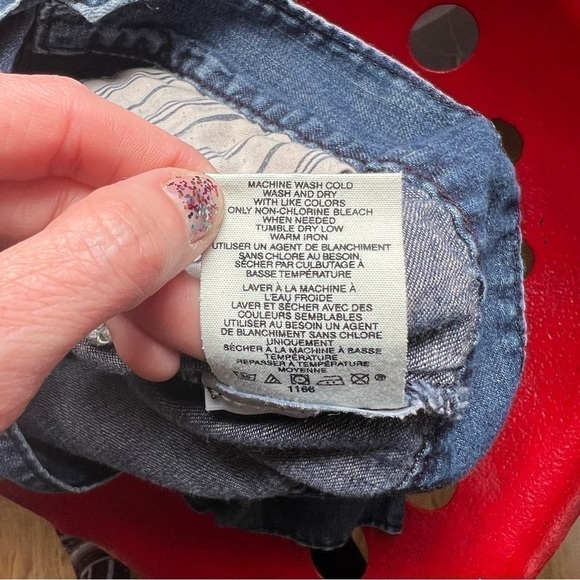 MACHINE WASH COLD
WASH AND DRY
WITH LIKE COLORS
ONLY NON-CHLORINE BLEACH
WHEN NEEDED
TUMBLE DRY LOW
WARM IRON
UTILISER UN AGENT DE BLANCHIMENT
SANS CHLORE AU BESOIN,
SÉCHER PAR CULBUTAGE À
BASSE TEMPÉRATURE
LAVER À LA MACHINE À
L'EAU FROIDE
LAVER ET SÉCHER AVEC DES
COULEURS SEMBLABLES
UTILISER AU BESOIN UN AGENT
DE BLANCHIMENT SANS CHLORE
UNIQUEMENT
SÉCHER À LA MACHINE À BASSE
TEMPÉRATURE
REPASSER À TEMPÉRATURE
MOYENNE
1166